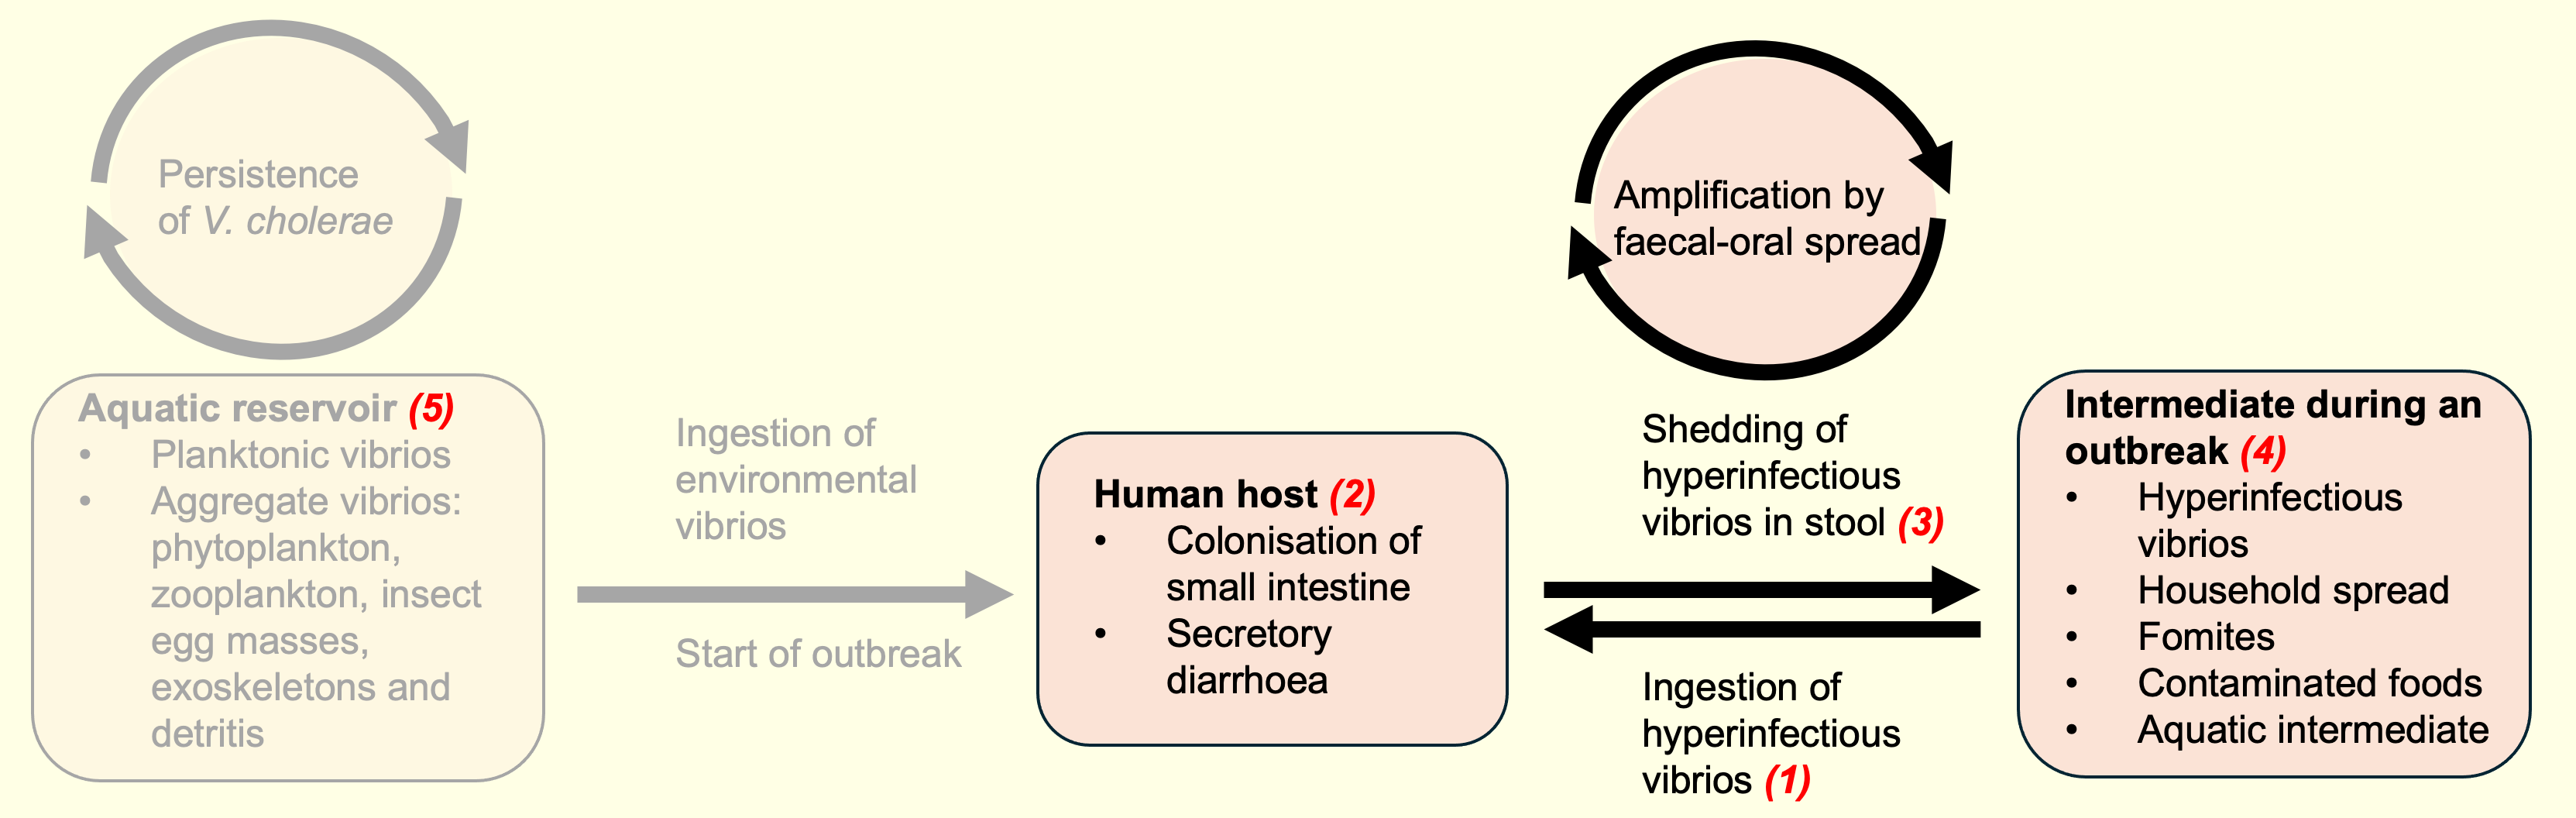 Persistence
of V. cholerae
Aquatic reservoir (5)
• Planktonic vibrios
• Aggregate vibrios:
phytoplankton,
zooplankton, insect
egg masses,
exoskeletons and
detritis
Ingestion of
environmental
vibrios
Start of outbreak
Human host (2)
• Colonisation of
small intestine
• Secretory
diarrhoea
Amplification by
faecal-oral spread
Shedding of
hyperinfectious
vibrios in stool (3)
Ingestion of
hyperinfectious
vibrios (1)
Intermediate during an
outbreak (4)
• Hyperinfectious
vibrios
• Household spread
• Fomites
• Contaminated foods
• Aquatic intermediate